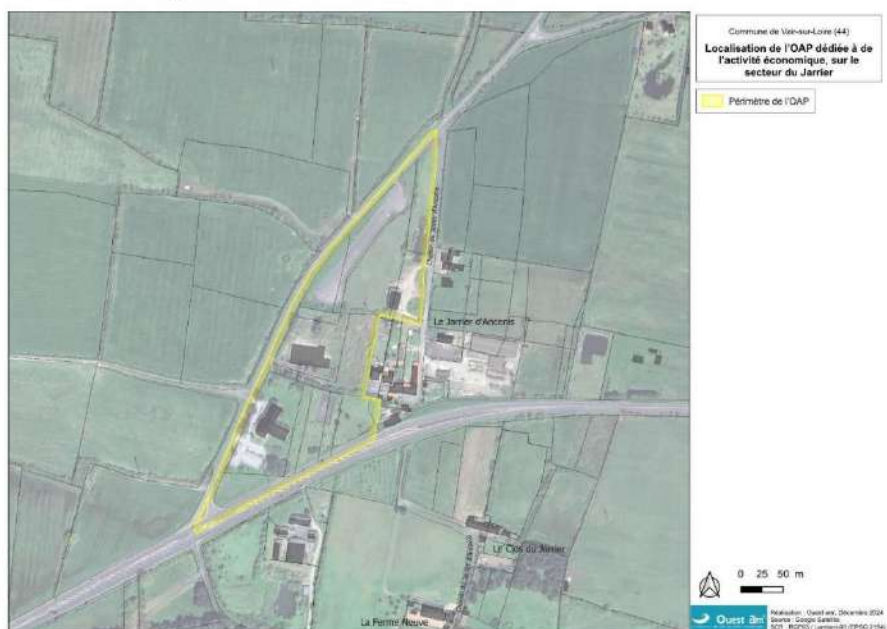 Commune de Vair-sur-Loire (44)
Localisation de l'OAP dédiée à de
l'activité économique, sur le
secteur du Jarrier
Périmètre de l'OAP
Le Jarrier d'Ancenis
Le Clos du Jarrier
La Ferme Neuve
0 25 50 m
Ouest am'
Réalisation : Ouest am', Décembre 2024
Source : Google Satellite